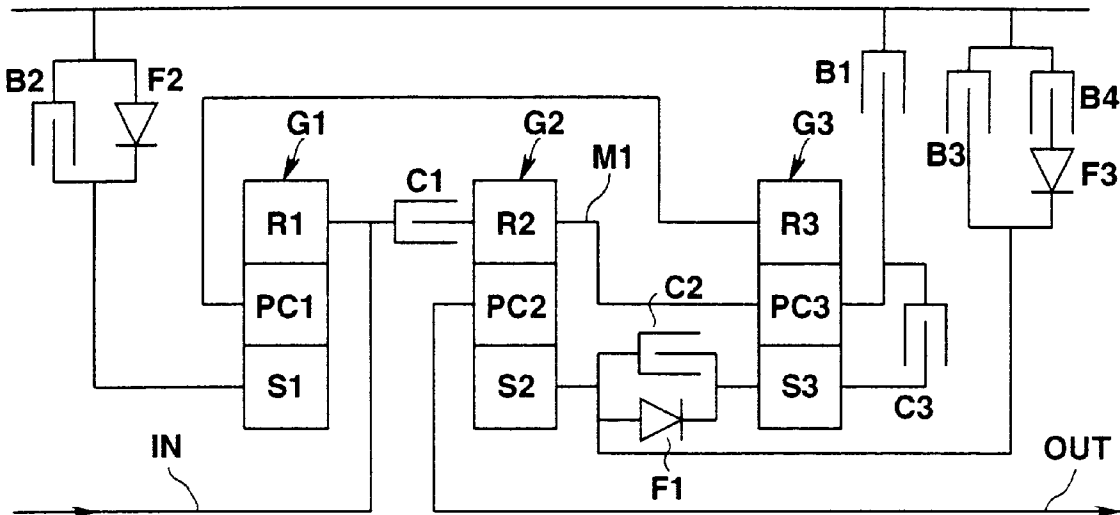 B2 F2 B1 B4
G1 G2 G3 B3
C1 M1 F3
R1 R2 R3
PC1 PC2 C2 PC3
S1 S2 S3 C3
IN F1 OUT